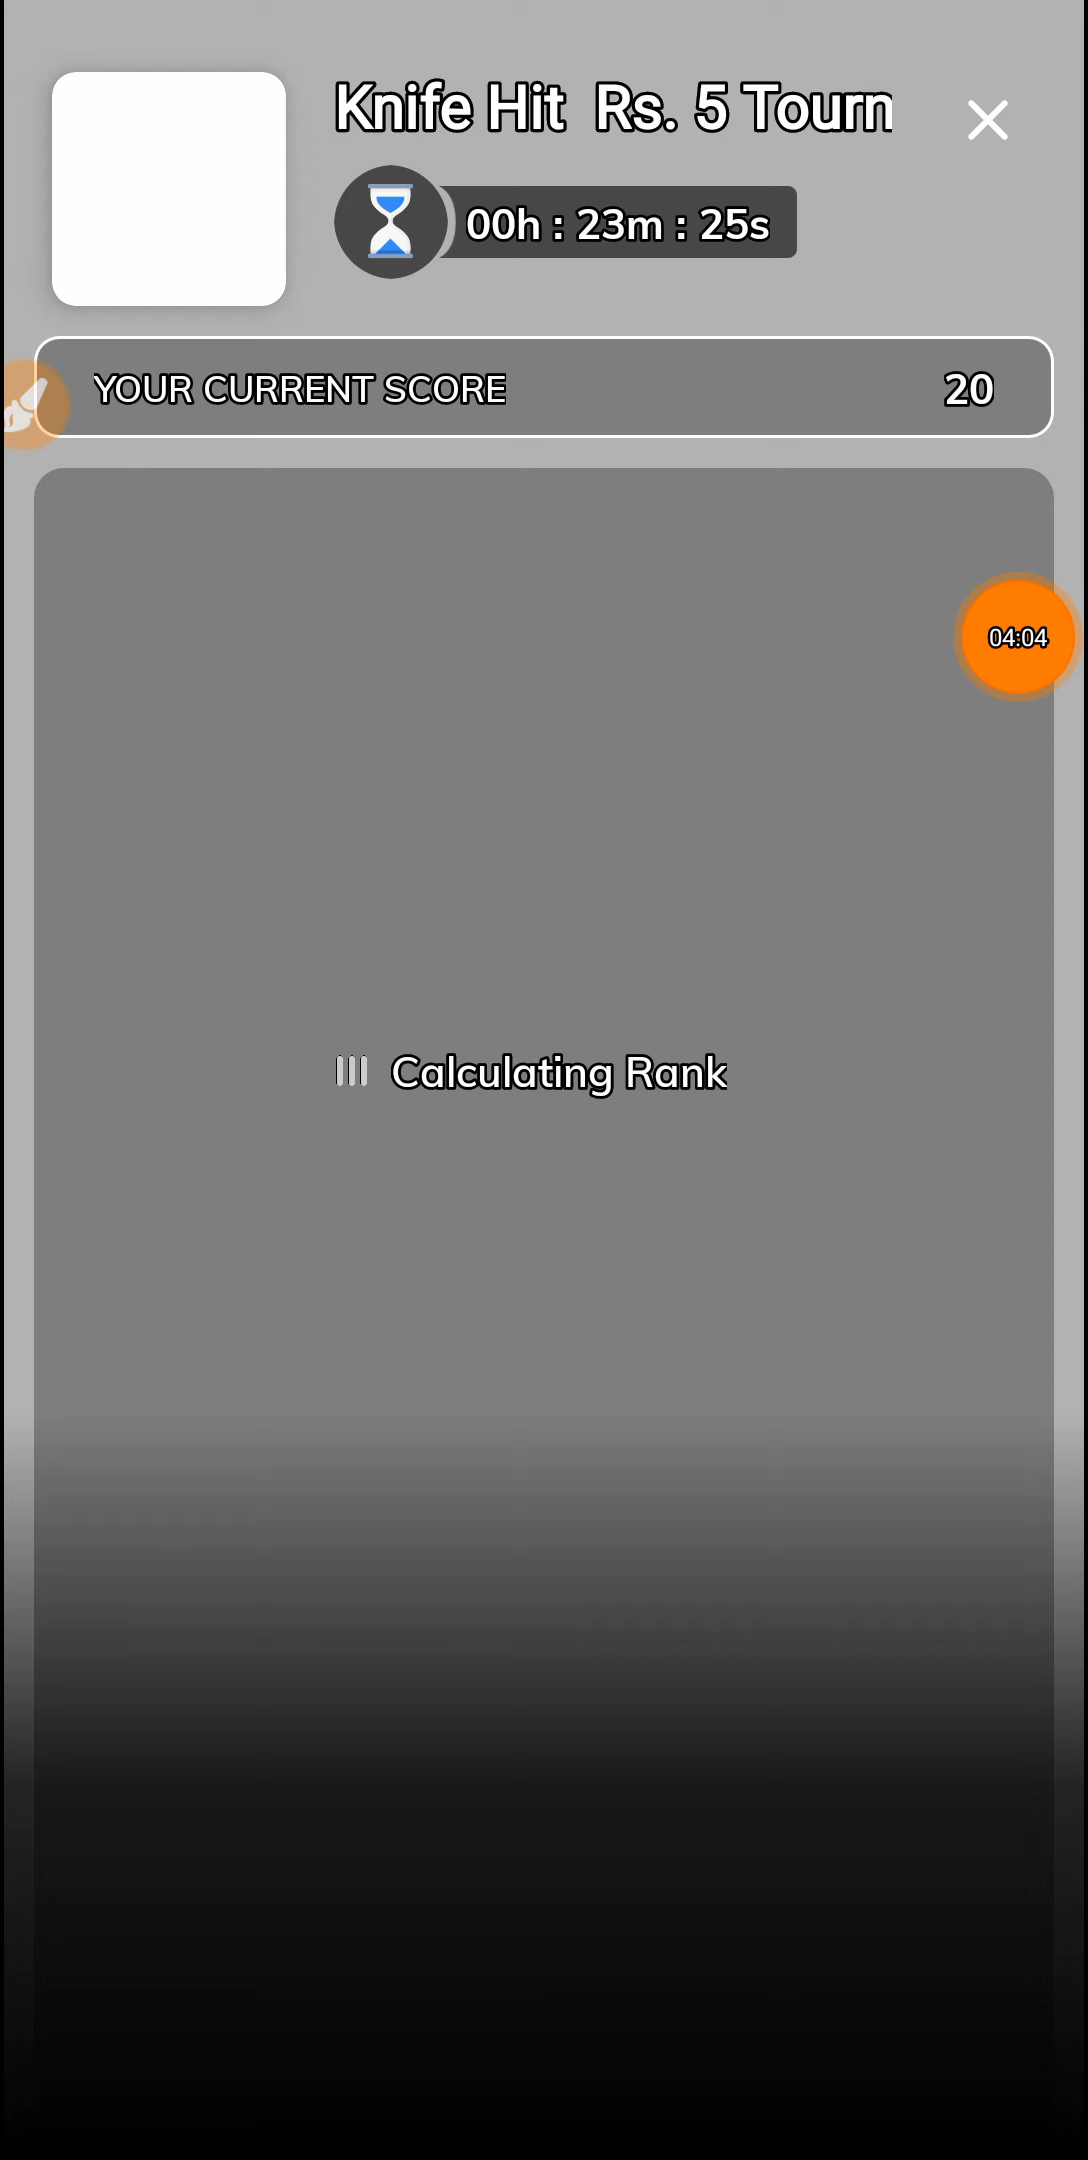 Knife Hit  Rs. 5 Tourn
00h : 23m : 25s
YOUR CURRENT SCORE 20
04:04
Calculating Rank